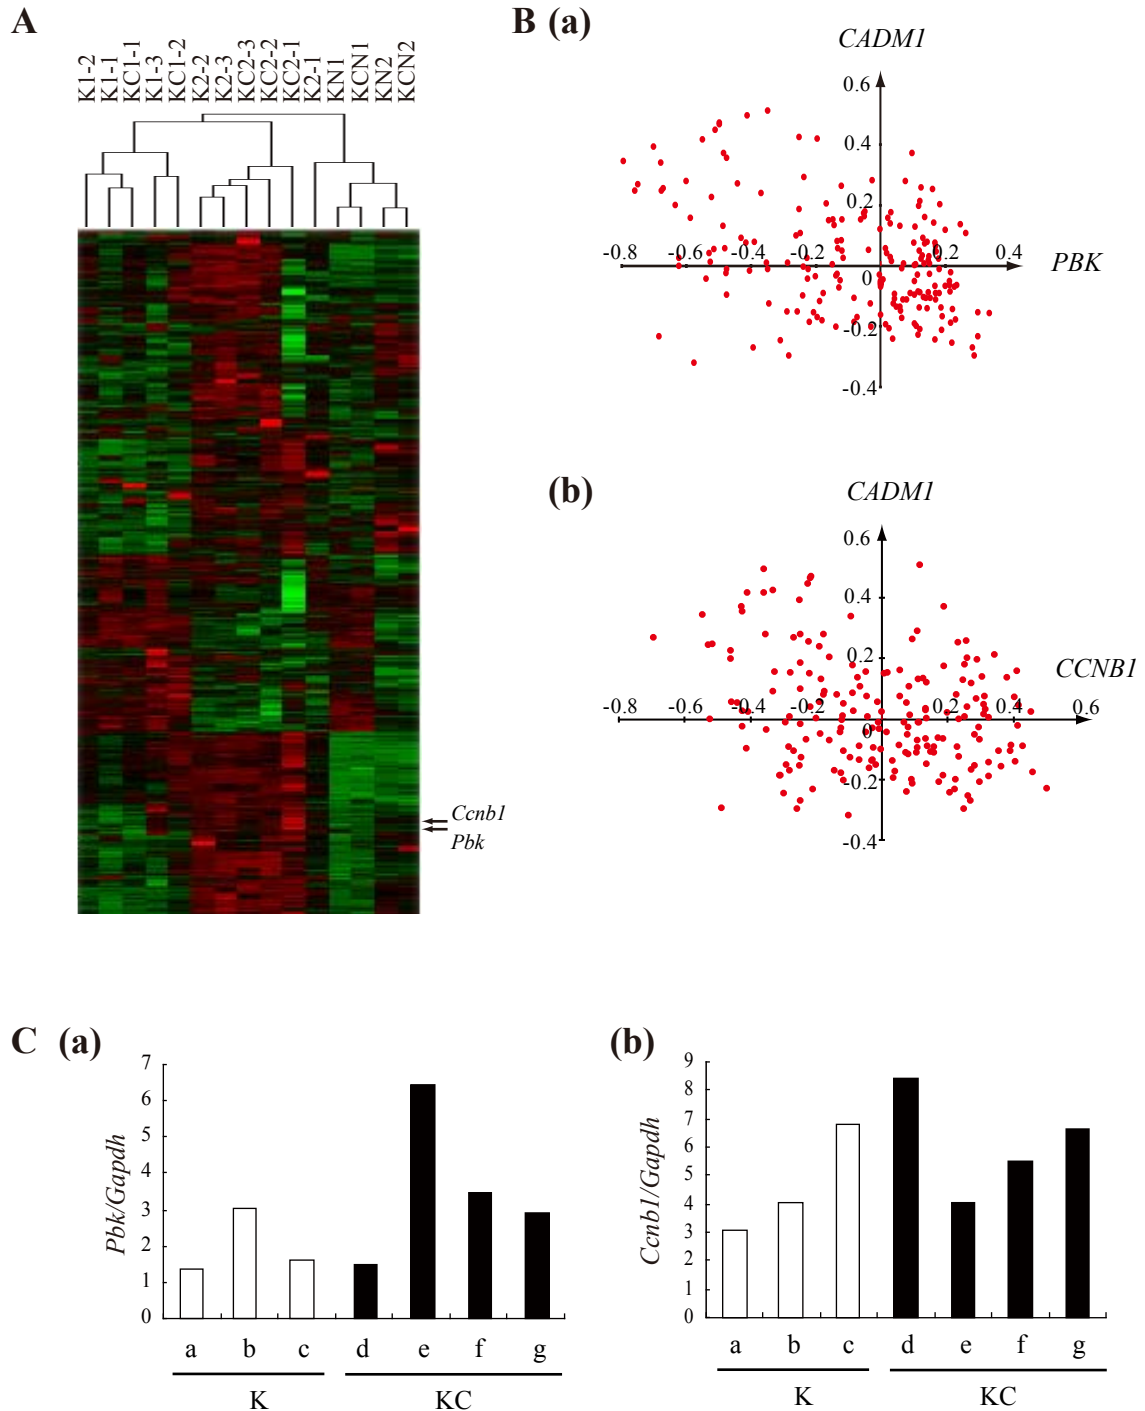 A
K1-2
K1-1
KC1-1
K1-3
KC1-2
K2-2
K2-3
KC2-3
KC2-2
KC2-1
K2-1
KN1
KCN1
KN2
KCN2
Ccnb1
Pbk
B (a)
CADM1
0.6
0.4
0.2
-0.8 -0.6 -0.4 -0.2 0.2 0.4
PBK
0
-0.2
-0.4
(b)
CADM1
0.6
0.4
0.2
CCNB1
-0.8 -0.6 -0.4 -0.2 0.2 0.4 0.6
0
-0.2
-0.4
C (a)
Pbk/Gapdh
7
6
5
4
3
2
1
0
a b c d e f g
K KC
(b)
Ccnb1/Gapdh
9
8
7
6
5
4
3
2
1
0
a b c d e f g
K KC